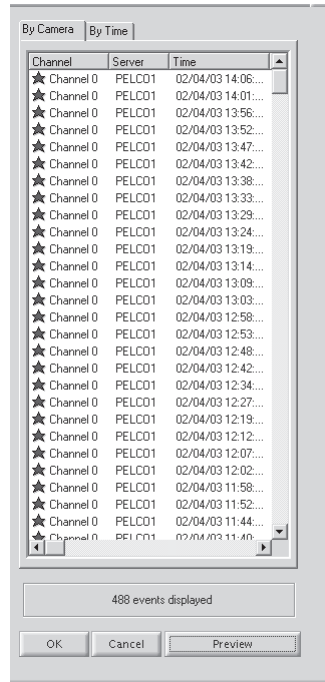 By Camera By Time
Channel Server Time
Channel 0 PELCO1 02/04/03 14:06:...
Channel 0 PELCO1 02/04/03 14:01:...
Channel 0 PELCO1 02/04/03 13:56:...
Channel 0 PELCO1 02/04/03 13:52:...
Channel 0 PELCO1 02/04/03 13:47:...
Channel 0 PELCO1 02/04/03 13:42:...
Channel 0 PELCO1 02/04/03 13:38:...
Channel 0 PELCO1 02/04/03 13:33:...
Channel 0 PELCO1 02/04/03 13:29:...
Channel 0 PELCO1 02/04/03 13:24:...
Channel 0 PELCO1 02/04/03 13:19:...
Channel 0 PELCO1 02/04/03 13:14:...
Channel 0 PELCO1 02/04/03 13:09:...
Channel 0 PELCO1 02/04/03 13:03:...
Channel 0 PELCO1 02/04/03 12:58:...
Channel 0 PELCO1 02/04/03 12:53:...
Channel 0 PELCO1 02/04/03 12:48:...
Channel 0 PELCO1 02/04/03 12:42:...
Channel 0 PELCO1 02/04/03 12:34:...
Channel 0 PELCO1 02/04/03 12:27:...
Channel 0 PELCO1 02/04/03 12:19:...
Channel 0 PELCO1 02/04/03 12:12:...
Channel 0 PELCO1 02/04/03 12:07:...
Channel 0 PELCO1 02/04/03 12:02:...
Channel 0 PELCO1 02/04/03 11:58:...
Channel 0 PELCO1 02/04/03 11:52:...
Channel 0 PELCO1 02/04/03 11:44:...
Channel 0 PELCO1 02/04/03 11:40:...
488 events displayed
OK Cancel Preview